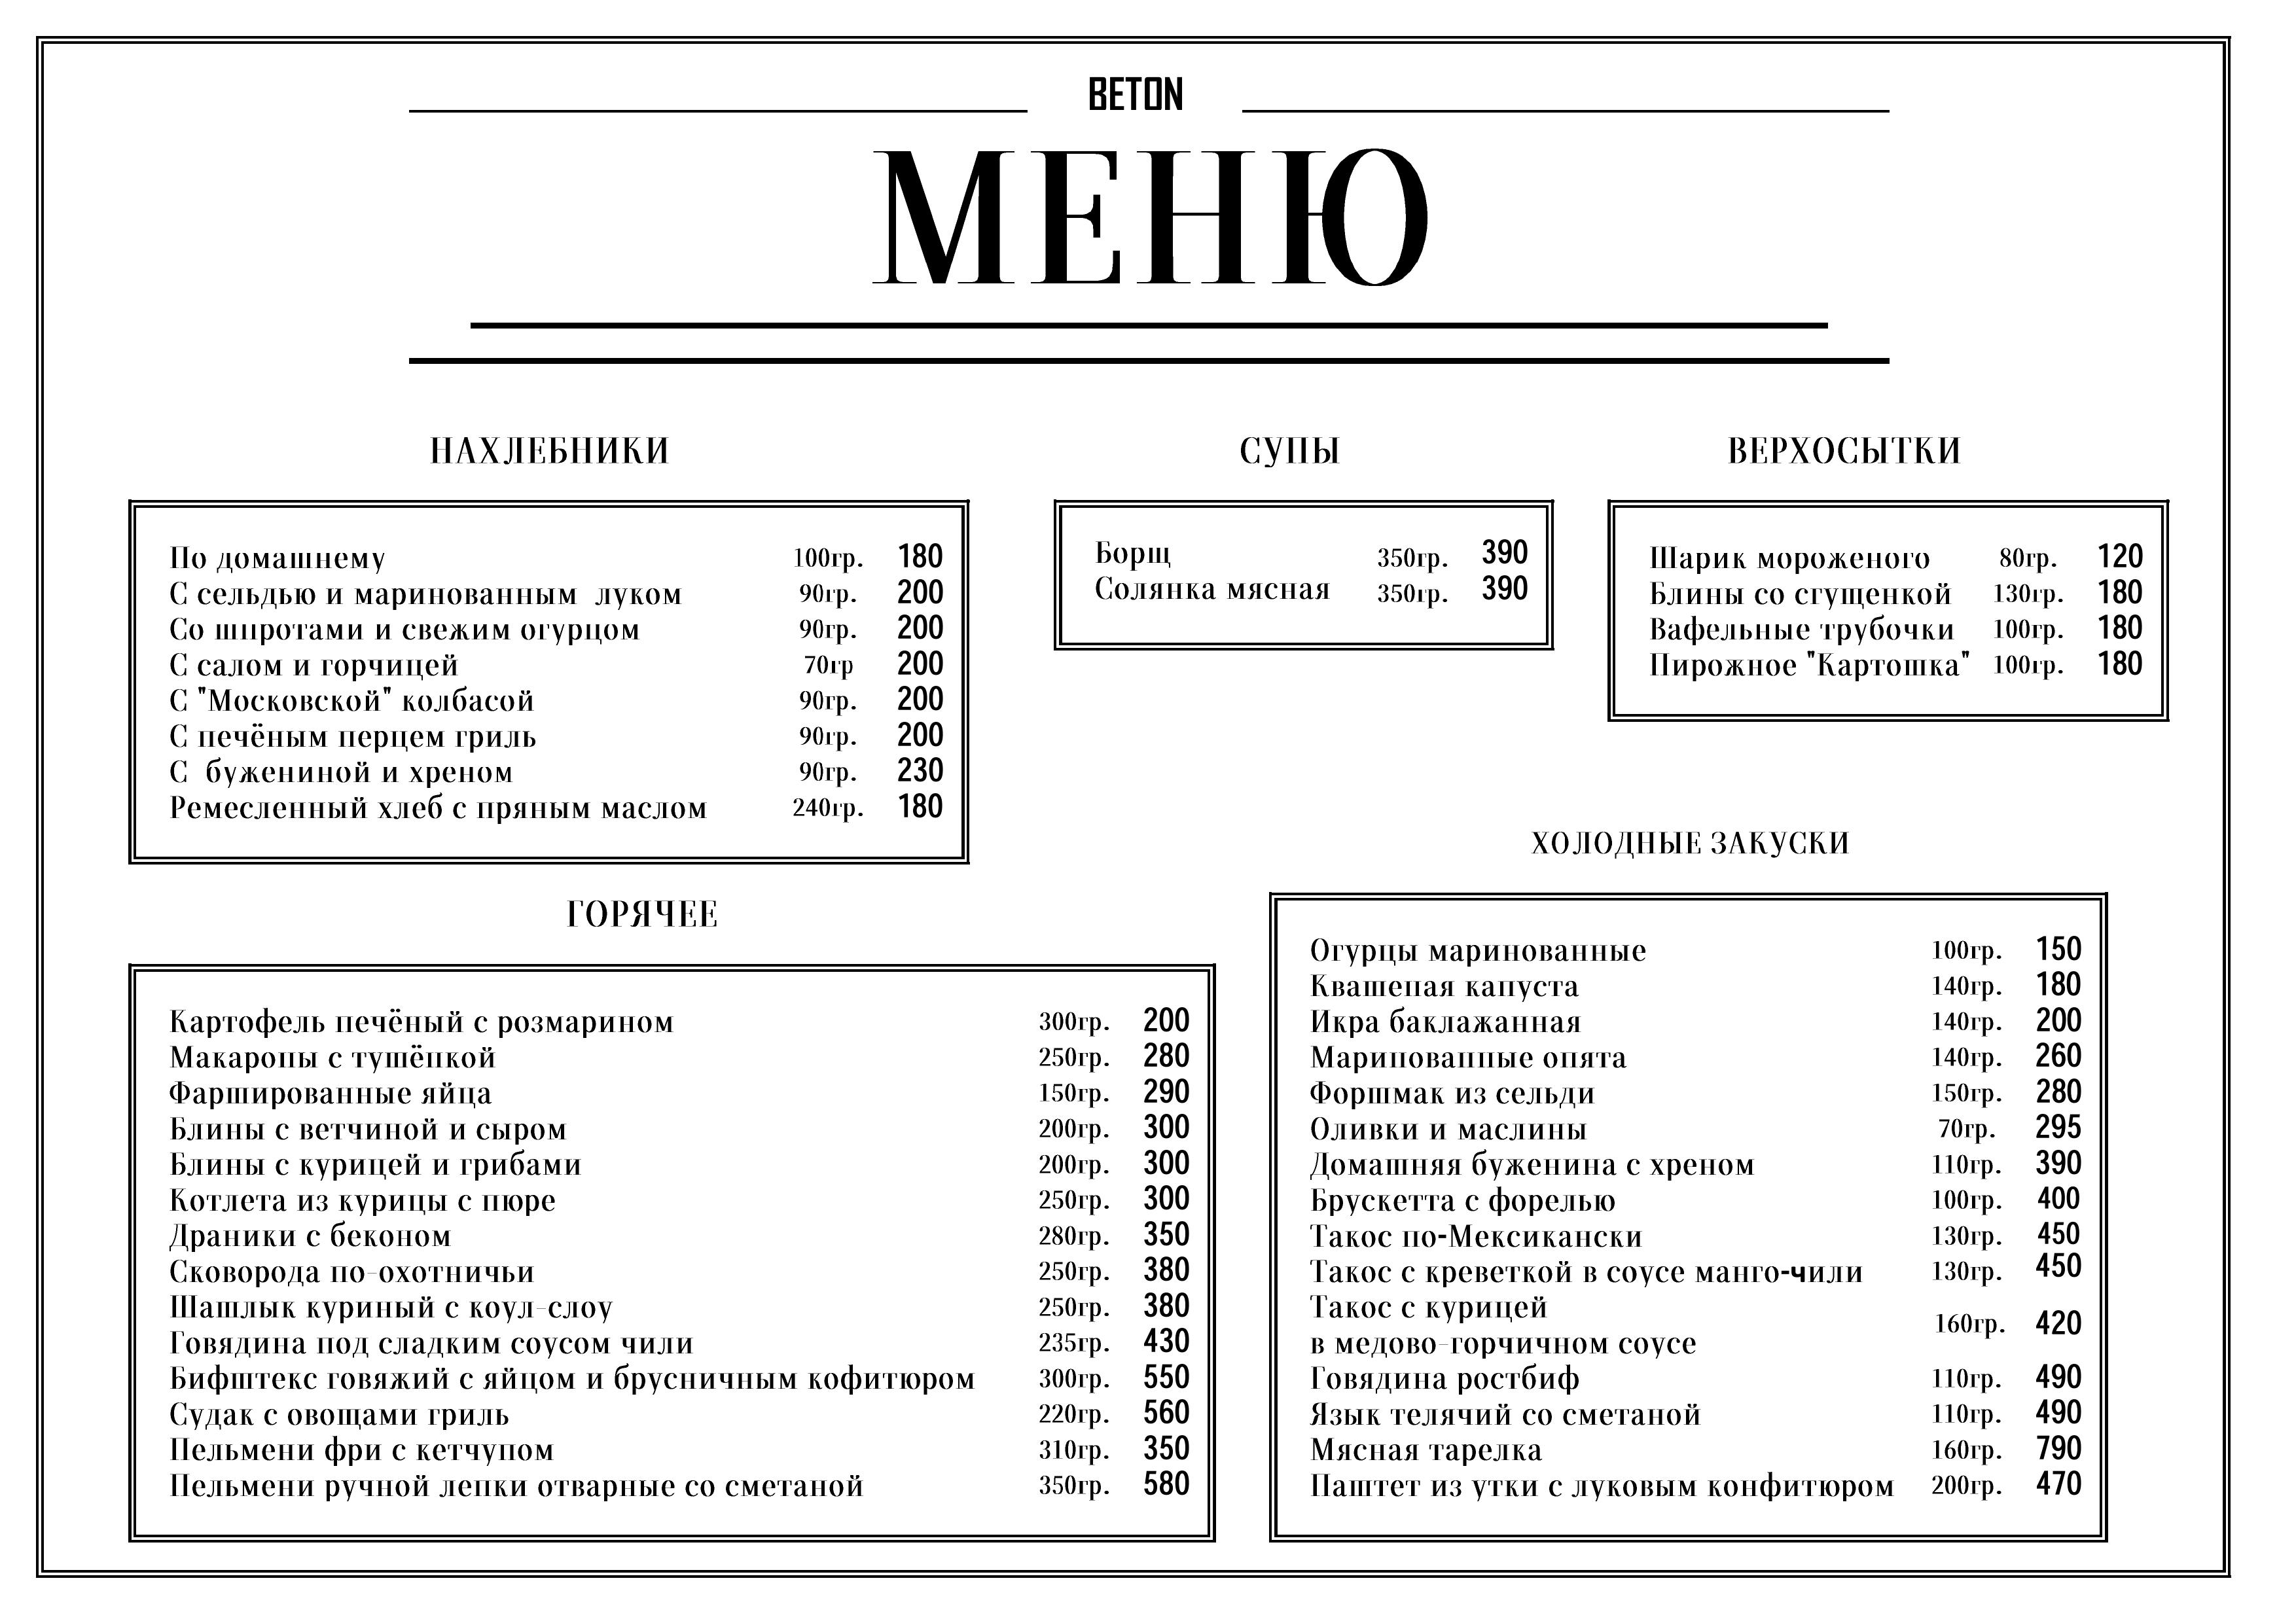 BETON
МЕНЮ
НАХЛЕБНИКИ
По домашнему 100гр. 180
С сельдью и маринованным луком 90гр. 200
Со шпротами и свежим огурцом 90гр. 200
С салом и горчицей 70гр 200
С "Московской" колбасой 90гр. 200
С печёным перцем гриль 90гр. 200
С бужениной и хреном 90гр. 230
Ремесленный хлеб с пряным маслом 240гр. 180
СУПЫ
Борщ 350гр. 390
Солянка мясная 350гр. 390
ВЕРХОСЫТКИ
Шарик мороженого 80гр. 120
Блины со сгущенкой 130гр. 180
Вафельные трубочки 100гр. 180
Пирожное "Картошка" 100гр. 180
ГОРЯЧЕЕ
Картофель печёный с розмарином 300гр. 200
Макароны с тушёнкой 250гр. 280
Фаршированные яйца 150гр. 290
Блины с ветчиной и сыром 200гр. 300
Блины с курицей и грибами 200гр. 300
Котлета из курицы с пюре 250гр. 300
Драники с беконом 280гр. 350
Сковорода по-охотничьи 250гр. 380
Шашлык куриный с коул-слоу 250гр. 380
Говядина под сладким соусом чили 235гр. 430
Бифштекс говяжий с яйцом и брусничным кофитюром 300гр. 550
Судак с овощами гриль 220гр. 560
Пельмени фри с кетчупом 310гр. 350
Пельмени ручной лепки отварные со сметаной 350гр. 580
ХОЛОДНЫЕ ЗАКУСКИ
Огурцы маринованные 100гр. 150
Квашеная капуста 140гр. 180
Икра баклажанная 140гр. 200
Маринованные опята 140гр. 260
Форшмак из сельди 150гр. 280
Оливки и маслины 70гр. 295
Домашняя буженина с хреном 110гр. 390
Брускетта с форелью 100гр. 400
Такос по-Мексикански 130гр. 450
Такос с креветкой в соусе манго-чили 130гр. 450
Такос с курицей
в медово-горчичном соусе 160гр. 420
Говядина ростбиф 110гр. 490
Язык телячий со сметаной 110гр. 490
Мясная тарелка 160гр. 790
Паштет из утки с луковым конфитюром 200гр. 470